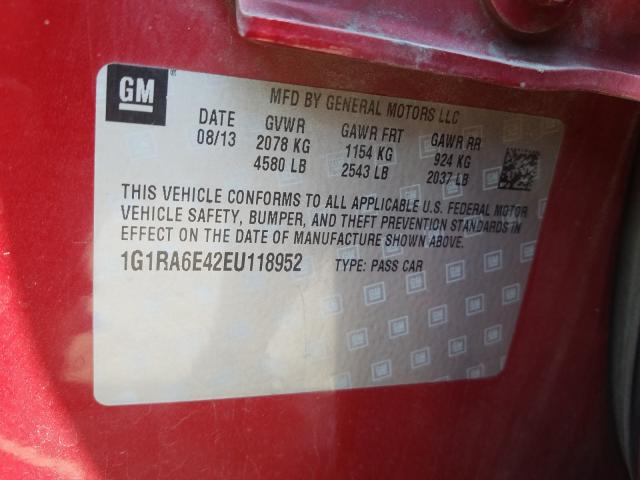 GM
MFD BY GENERAL MOTORS LLC
DATE GVWR GAWR FRT GAWR RR
08/13 2078 KG 1154 KG 924 KG
4580 LB 2543 LB 2037 LB
THIS VEHICLE CONFORMS TO ALL APPLICABLE U.S. FEDERAL MOTOR
VEHICLE SAFETY, BUMPER, AND THEFT PREVENTION STANDARDS IN
EFFECT ON THE DATE OF MANUFACTURE SHOWN ABOVE.
1G1RA6E42EU118952 TYPE: PASS CAR